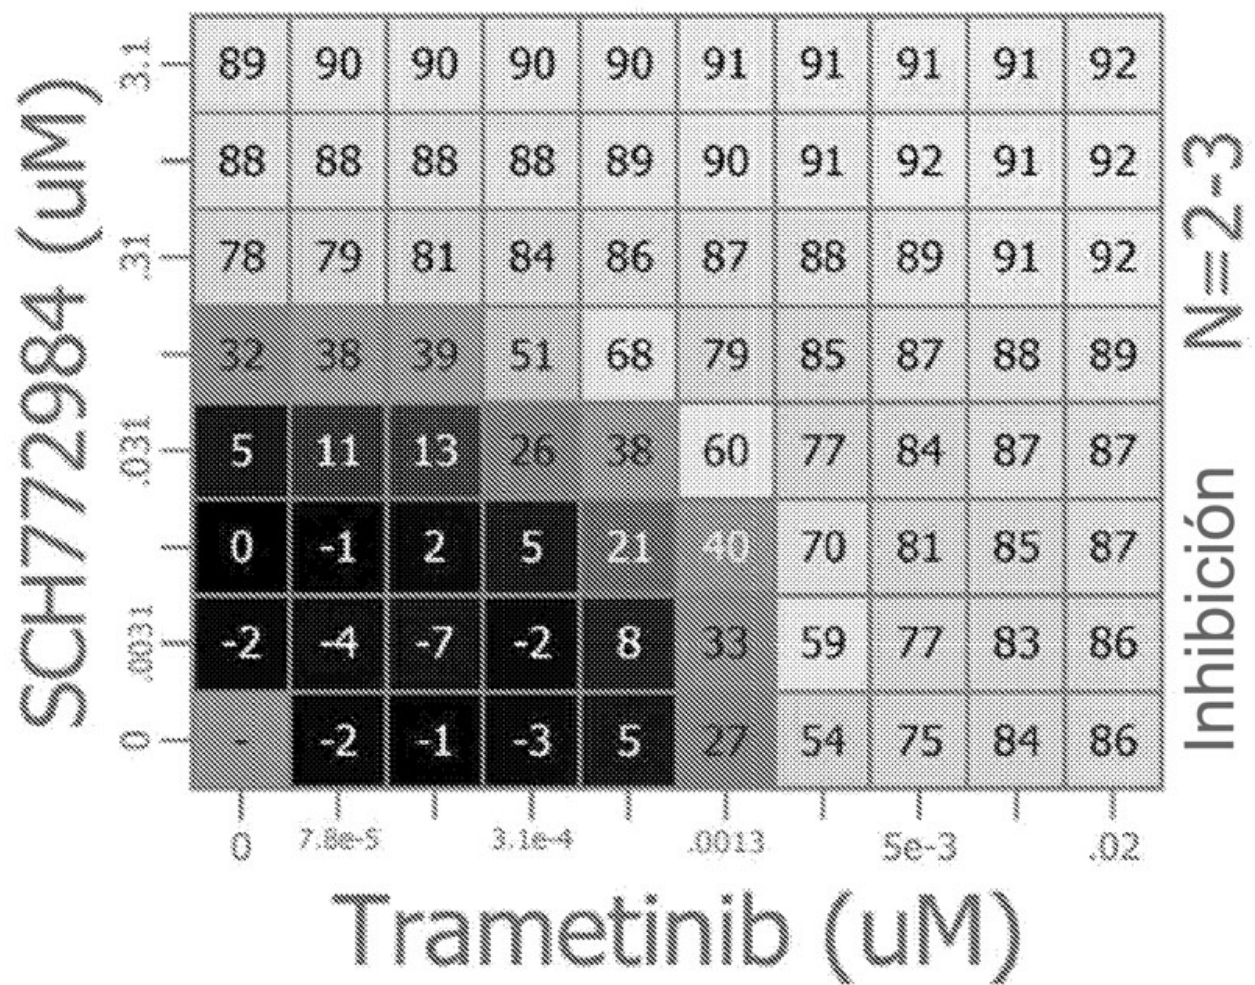 SCH772984 (uM)
3.1
.31
.031
.0031
0
89 90 90 90 90 91 91 91 91 92
88 88 88 88 89 90 91 92 91 92
78 79 81 84 86 87 88 89 91 92
32 38 39 51 68 79 85 87 88 89
5 11 13 26 38 60 77 84 87 87
0 -1 2 5 21 40 70 81 85 87
-2 -4 -7 -2 8 33 59 77 83 86
- -2 -1 -3 5 27 54 75 84 86
0 7.8e-5 3.1e-4 .0013 5e-3 .02
Trametinib (uM)
Inhibición N=2-3